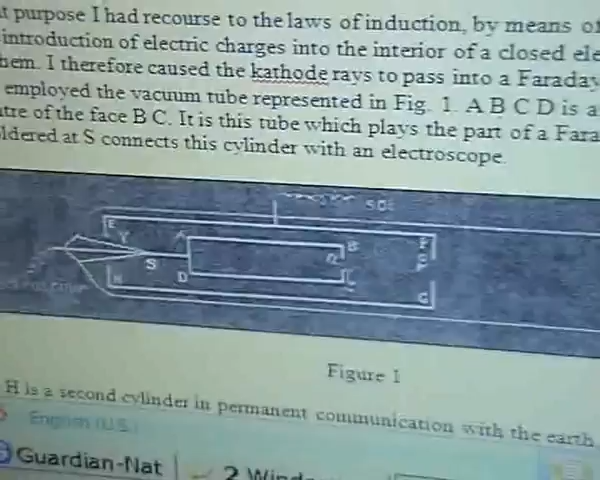 purpose I had recourse to the laws of induction, by means of
introduction of electric charges into the interior of a closed ele
hem. I therefore caused the kathode rays to pass into a Faraday
employed the vacuum tube represented in Fig. 1. A B C D is a
tre of the face B C. It is this tube which plays the part of a Fara
ldered at S connects this cylinder with an electroscope.
E
A
B
F
S
D
H
G
Figure 1
H is a second cylinder in permanent communication with the earth
English (U.S.)
Guardian-Nat
2 Windo